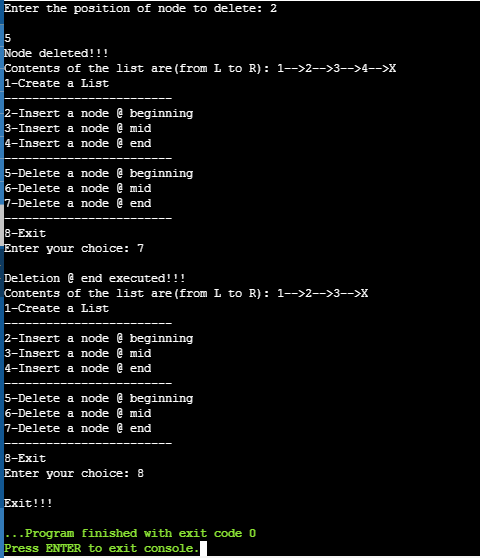 Enter the position of node to delete: 2
5
Node deleted!!!
Contents of the list are(from L to R): 1-->2-->3-->4-->X
1-Create a List
------------------------
2-Insert a node @ beginning
3-Insert a node @ mid
4-Insert a node @ end
------------------------
5-Delete a node @ beginning
6-Delete a node @ mid
7-Delete a node @ end
------------------------
8-Exit
Enter your choice: 7
Deletion @ end executed!!!
Contents of the list are(from L to R): 1-->2-->3-->X
1-Create a List
------------------------
2-Insert a node @ beginning
3-Insert a node @ mid
4-Insert a node @ end
------------------------
5-Delete a node @ beginning
6-Delete a node @ mid
7-Delete a node @ end
------------------------
8-Exit
Enter your choice: 8
Exit!!!
...Program finished with exit code 0
Press ENTER to exit console.